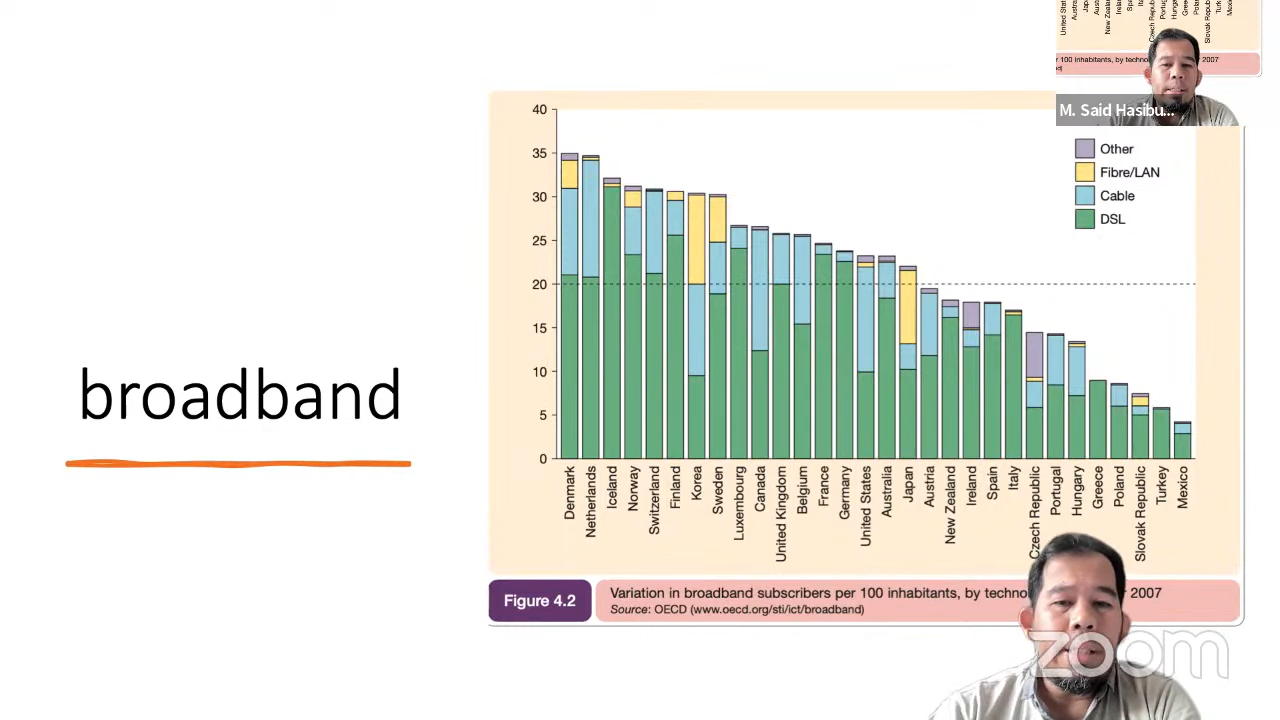 broadband
M. Said Hasibu...
40
35
30
25
20
15
10
5
0
Other
Fibre/LAN
Cable
DSL
Denmark
Netherlands
Iceland
Norway
Switzerland
Finland
Korea
Sweden
Luxembourg
Canada
United Kingdom
Belgium
France
Germany
United States
Australia
Japan
Austria
New Zealand
Ireland
Spain
Italy
Czech Republic
Portugal
Hungary
Greece
Poland
Slovak Republic
Turkey
Mexico
Figure 4.2
Variation in broadband subscribers per 100 inhabitants, by techno 2007
Source: OECD (www.oecd.org/sti/ict/broadband)
zoom